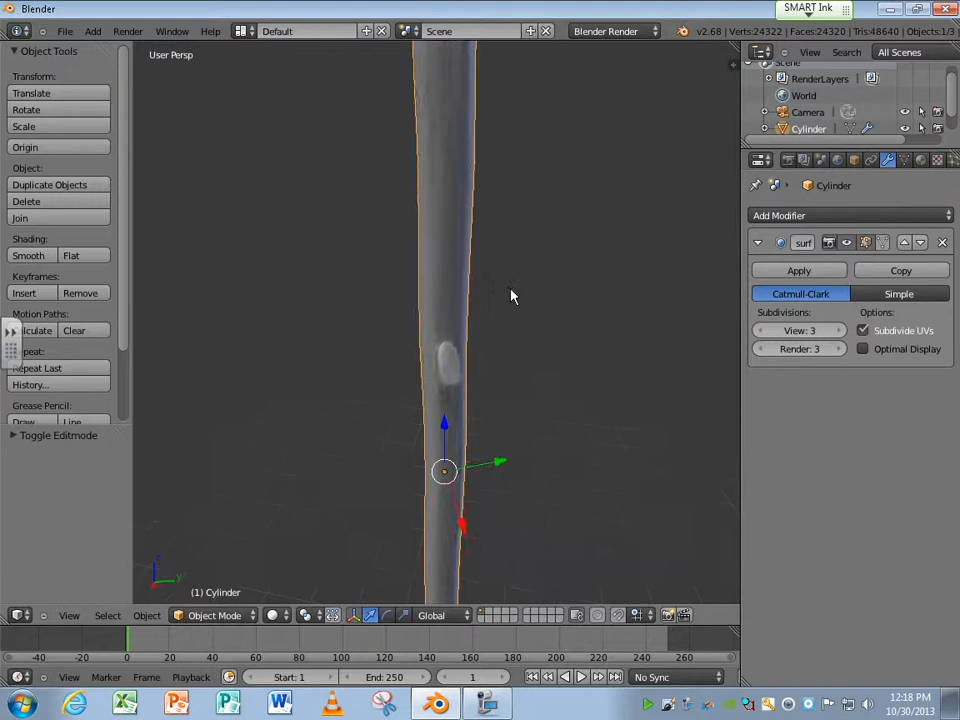 Blender
SMART Ink
File Add Render Window Help Default Scene Blender Render v2.68 | Verts:24322 | Faces:24320 | Tris:48640 | Objects:1/3
Object Tools
User Persp
View Search All Scenes
Scene
RenderLayers
World
Camera
Cylinder
Transform:
Translate
Rotate
Scale
Origin
Object:
Duplicate Objects
Delete
Join
Shading:
Smooth Flat
Keyframes:
Insert Remove
Motion Paths:
Calculate Clear
Repeat:
Repeat Last
History...
Grease Pencil:
Draw Line
Toggle Editmode
Cylinder
Add Modifier
surf
Apply Copy
Catmull-Clark Simple
Subdivisions: Options:
View: 3 Subdivide UVs
Render: 3 Optimal Display
z
y
(1) Cylinder
View Select Object Object Mode Global
-40 -20 0 20 40 60 80 100 120 140 160 180 200 220 240 260 280
View Marker Frame Playback Start: 1 End: 250 1 No Sync
12:18 PM
10/30/2013